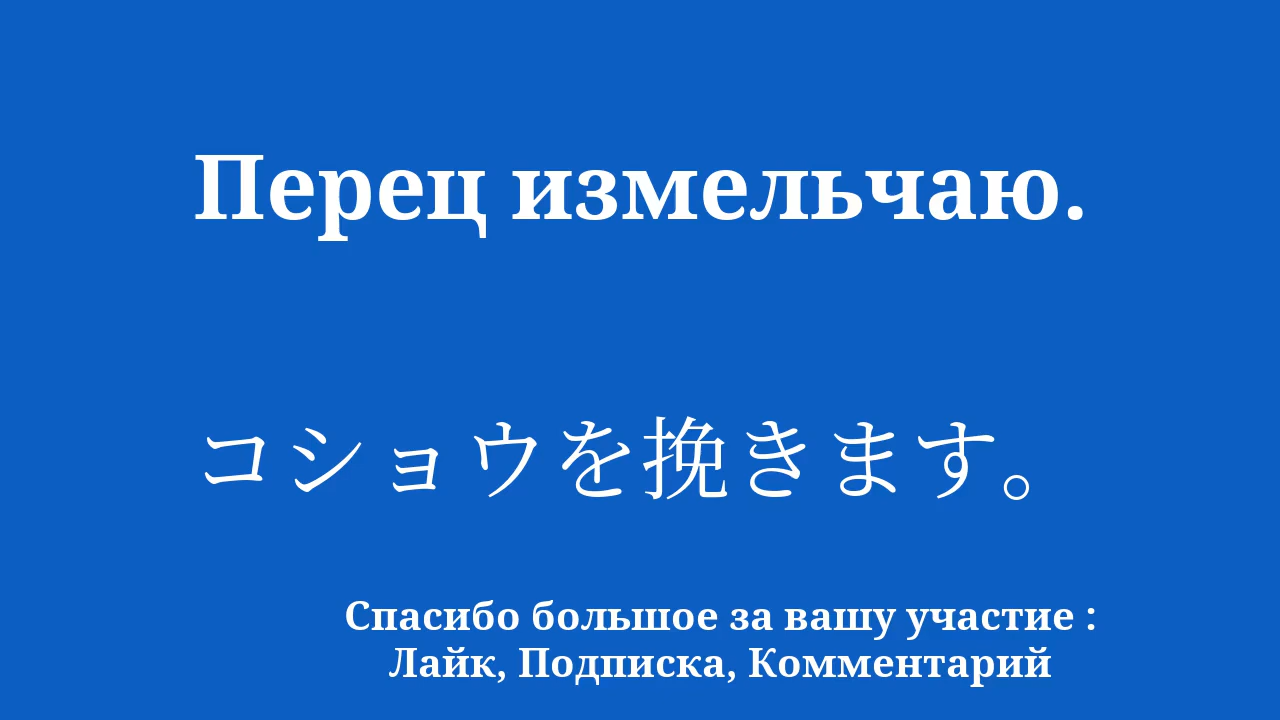 Перец измельчаю.
コショウを挽きます。
Спасибо большое за вашу участие :
Лайк, Подписка, Комментарий